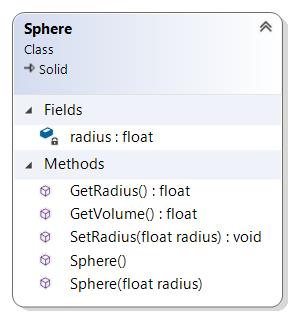 Sphere
Class
Solid
Fields
radius : float
Methods
GetRadius() : float
GetVolume() : float
SetRadius(float radius) : void
Sphere()
Sphere(float radius)